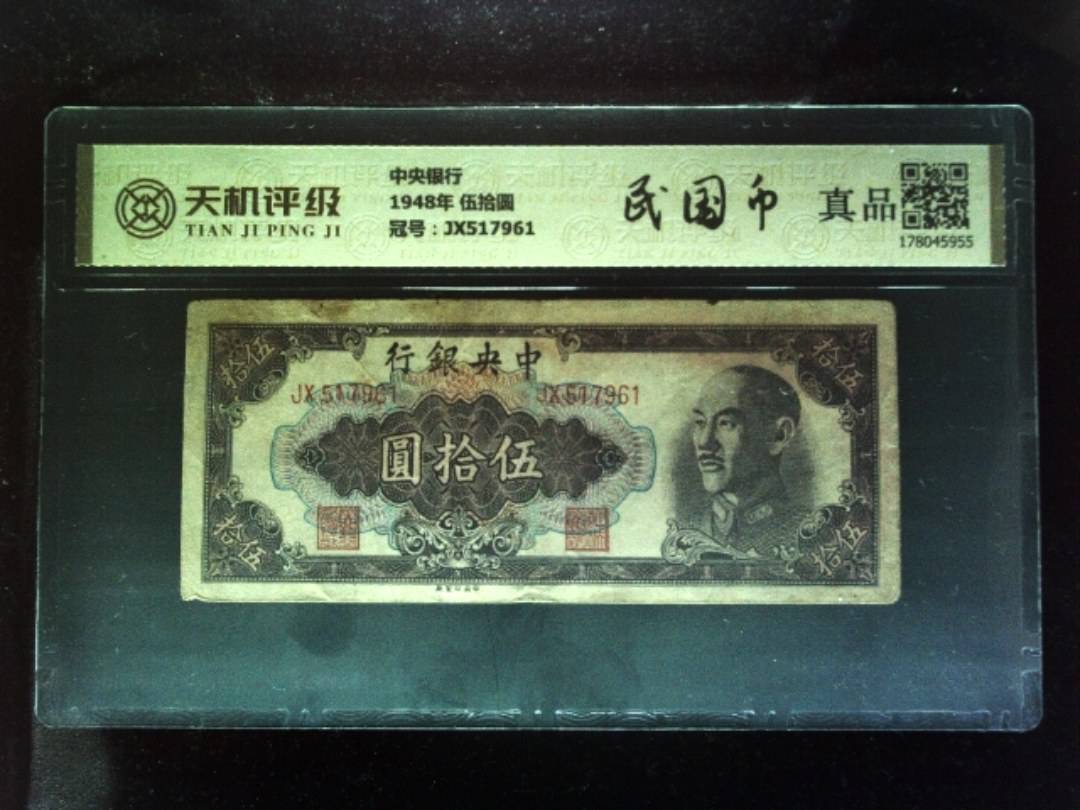 天机评级
TIAN JI PING JI
中央银行
1948年 伍拾圆
冠号：JX517961
民国币
真品
178045955
拾伍
行銀央中
拾伍
JX517961
JX517961
圓拾伍
拾伍
拾伍